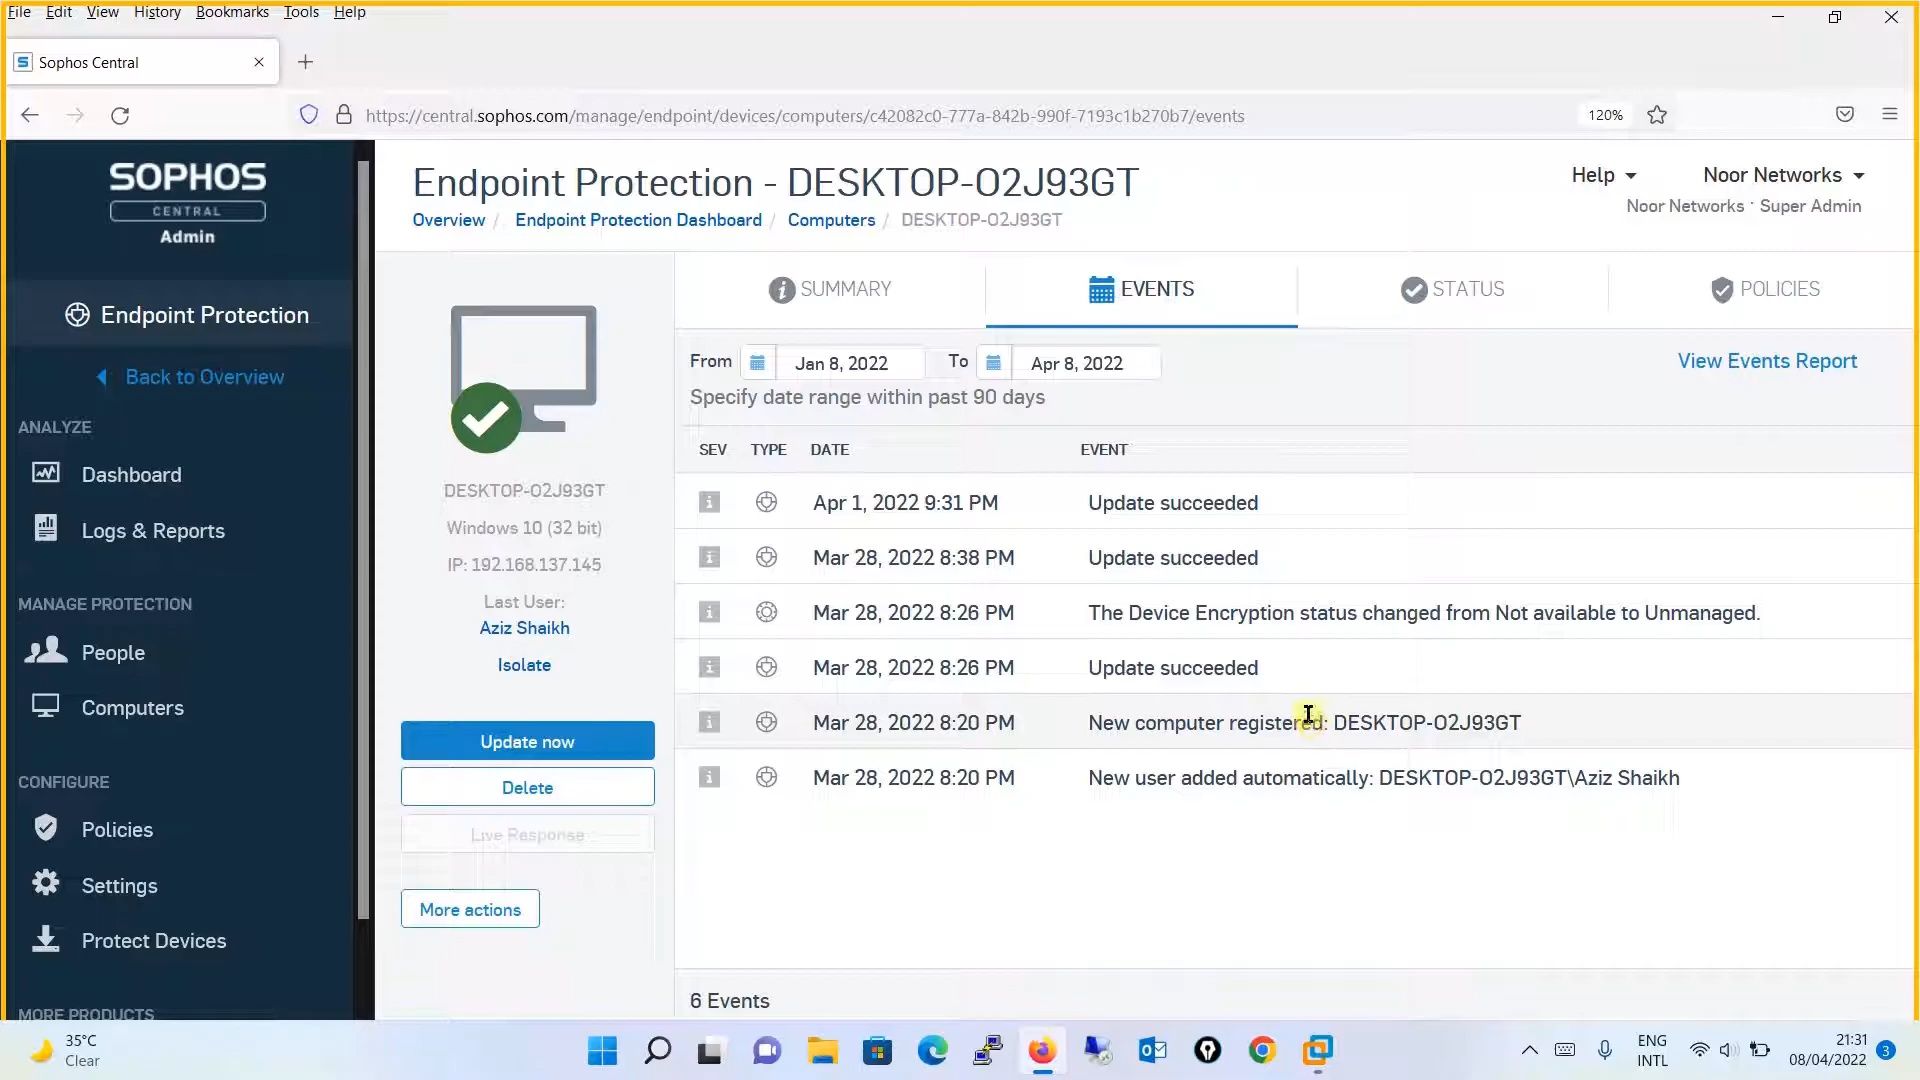 File Edit View History Bookmarks Tools Help
Sophos Central
https://central.sophos.com/manage/endpoint/devices/computers/c42082c0-777a-842b-990f-7193c1b270b7/events
120%
SOPHOS
CENTRAL
Admin
Endpoint Protection
Back to Overview
ANALYZE
Dashboard
Logs & Reports
MANAGE PROTECTION
People
Computers
CONFIGURE
Policies
Settings
Protect Devices
MORE PRODUCTS
Endpoint Protection - DESKTOP-O2J93GT
Overview / Endpoint Protection Dashboard / Computers / DESKTOP-O2J93GT
Help
Noor Networks
Noor Networks · Super Admin
DESKTOP-O2J93GT
Windows 10 (32 bit)
IP: 192.168.137.145
Last User:
Aziz Shaikh
Isolate
Update now
Delete
Live Response
More actions
SUMMARY EVENTS STATUS POLICIES
From Jan 8, 2022 To Apr 8, 2022
View Events Report
Specify date range within past 90 days
SEV TYPE DATE EVENT
Apr 1, 2022 9:31 PM Update succeeded
Mar 28, 2022 8:38 PM Update succeeded
Mar 28, 2022 8:26 PM The Device Encryption status changed from Not available to Unmanaged.
Mar 28, 2022 8:26 PM Update succeeded
Mar 28, 2022 8:20 PM New computer registered: DESKTOP-O2J93GT
Mar 28, 2022 8:20 PM New user added automatically: DESKTOP-O2J93GT\Aziz Shaikh
6 Events
35°C
Clear
ENG
INTL
21:31
08/04/2022
3